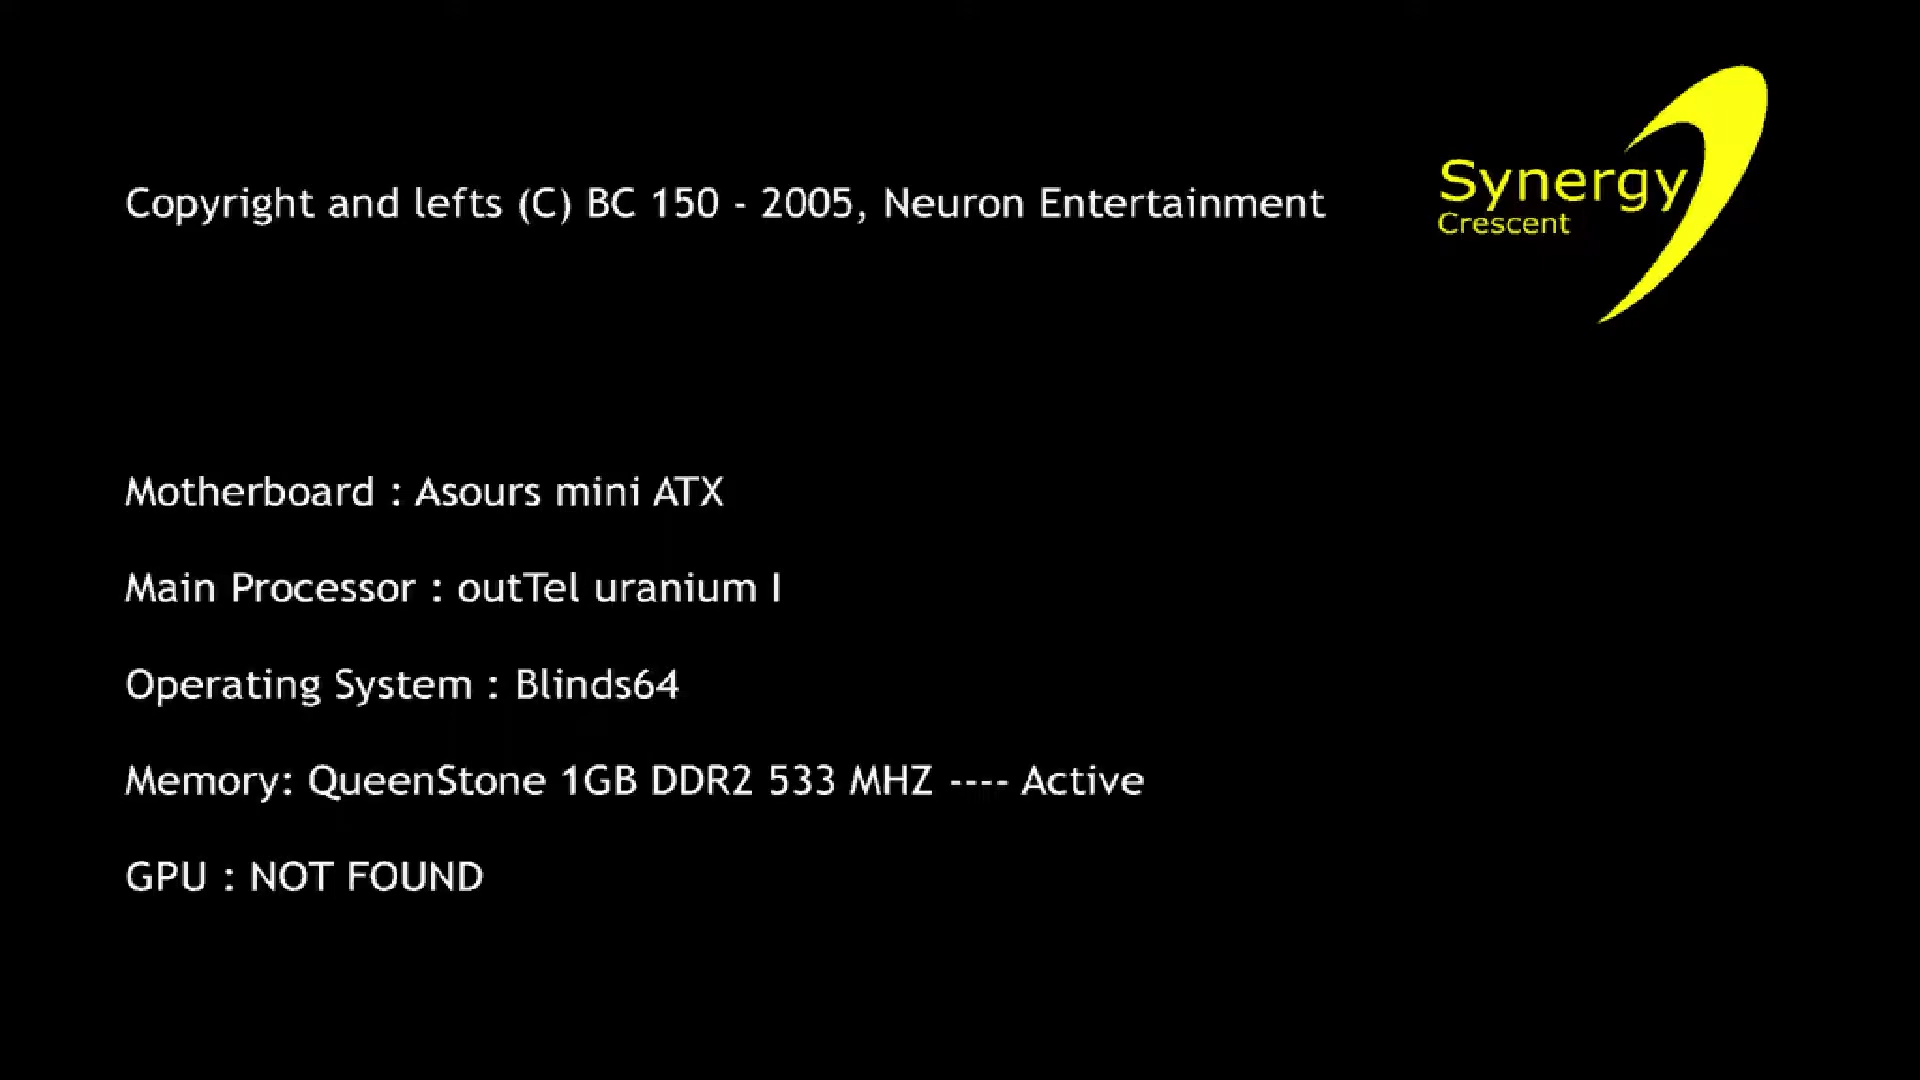 Synergy
Crescent
Copyright and lefts (C) BC 150 - 2005, Neuron Entertainment
Motherboard : Asours mini ATX
Main Processor : outTel uranium I
Operating System : Blinds64
Memory: QueenStone 1GB DDR2 533 MHZ ---- Active
GPU : NOT FOUND